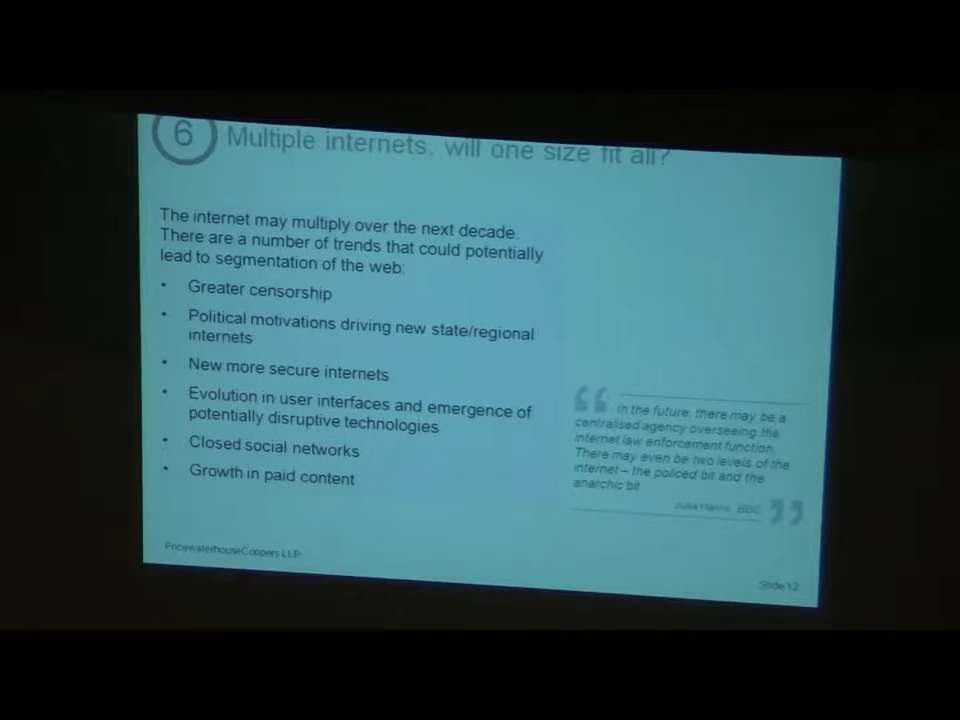 6
Multiple internets, will one size fit all?
The internet may multiply over the next decade.
There are a number of trends that could potentially
lead to segmentation of the web:
• Greater censorship
• Political motivations driving new state/regional
internets
• New more secure internets
• Evolution in user interfaces and emergence of
potentially disruptive technologies
• Closed social networks
• Growth in paid content
“ In the future, there may be a
centralised agency overseeing the
internet law enforcement function.
There may even be two levels of the
internet – the policed bit and the
anarchic bit
Julia Harris, BBC ”
PricewaterhouseCoopers LLP
Slide 12